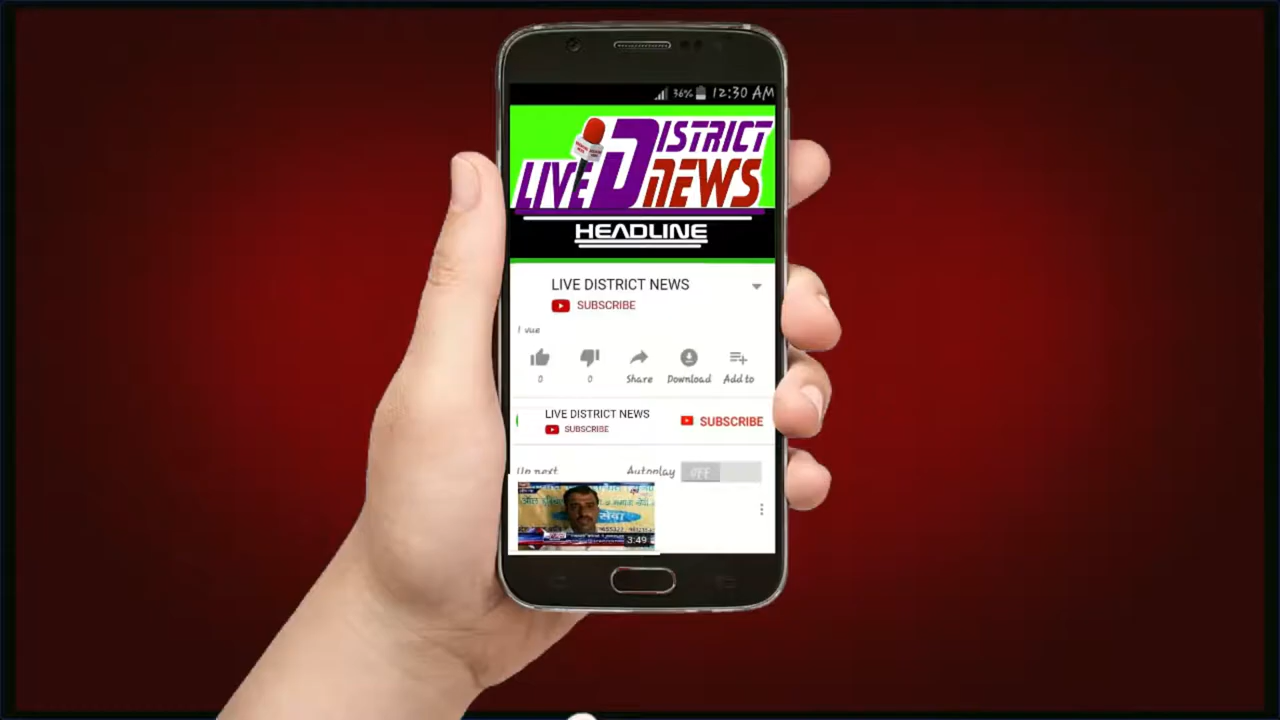 36% 12:30 AM
LIVE DISTRICT NEWS
HEADLINE
LIVE DISTRICT NEWS
SUBSCRIBE
1 vue
0 0 Share Download Add to
LIVE DISTRICT NEWS
SUBSCRIBE
SUBSCRIBE
Up next Autoplay OFF
सेवा
3:49